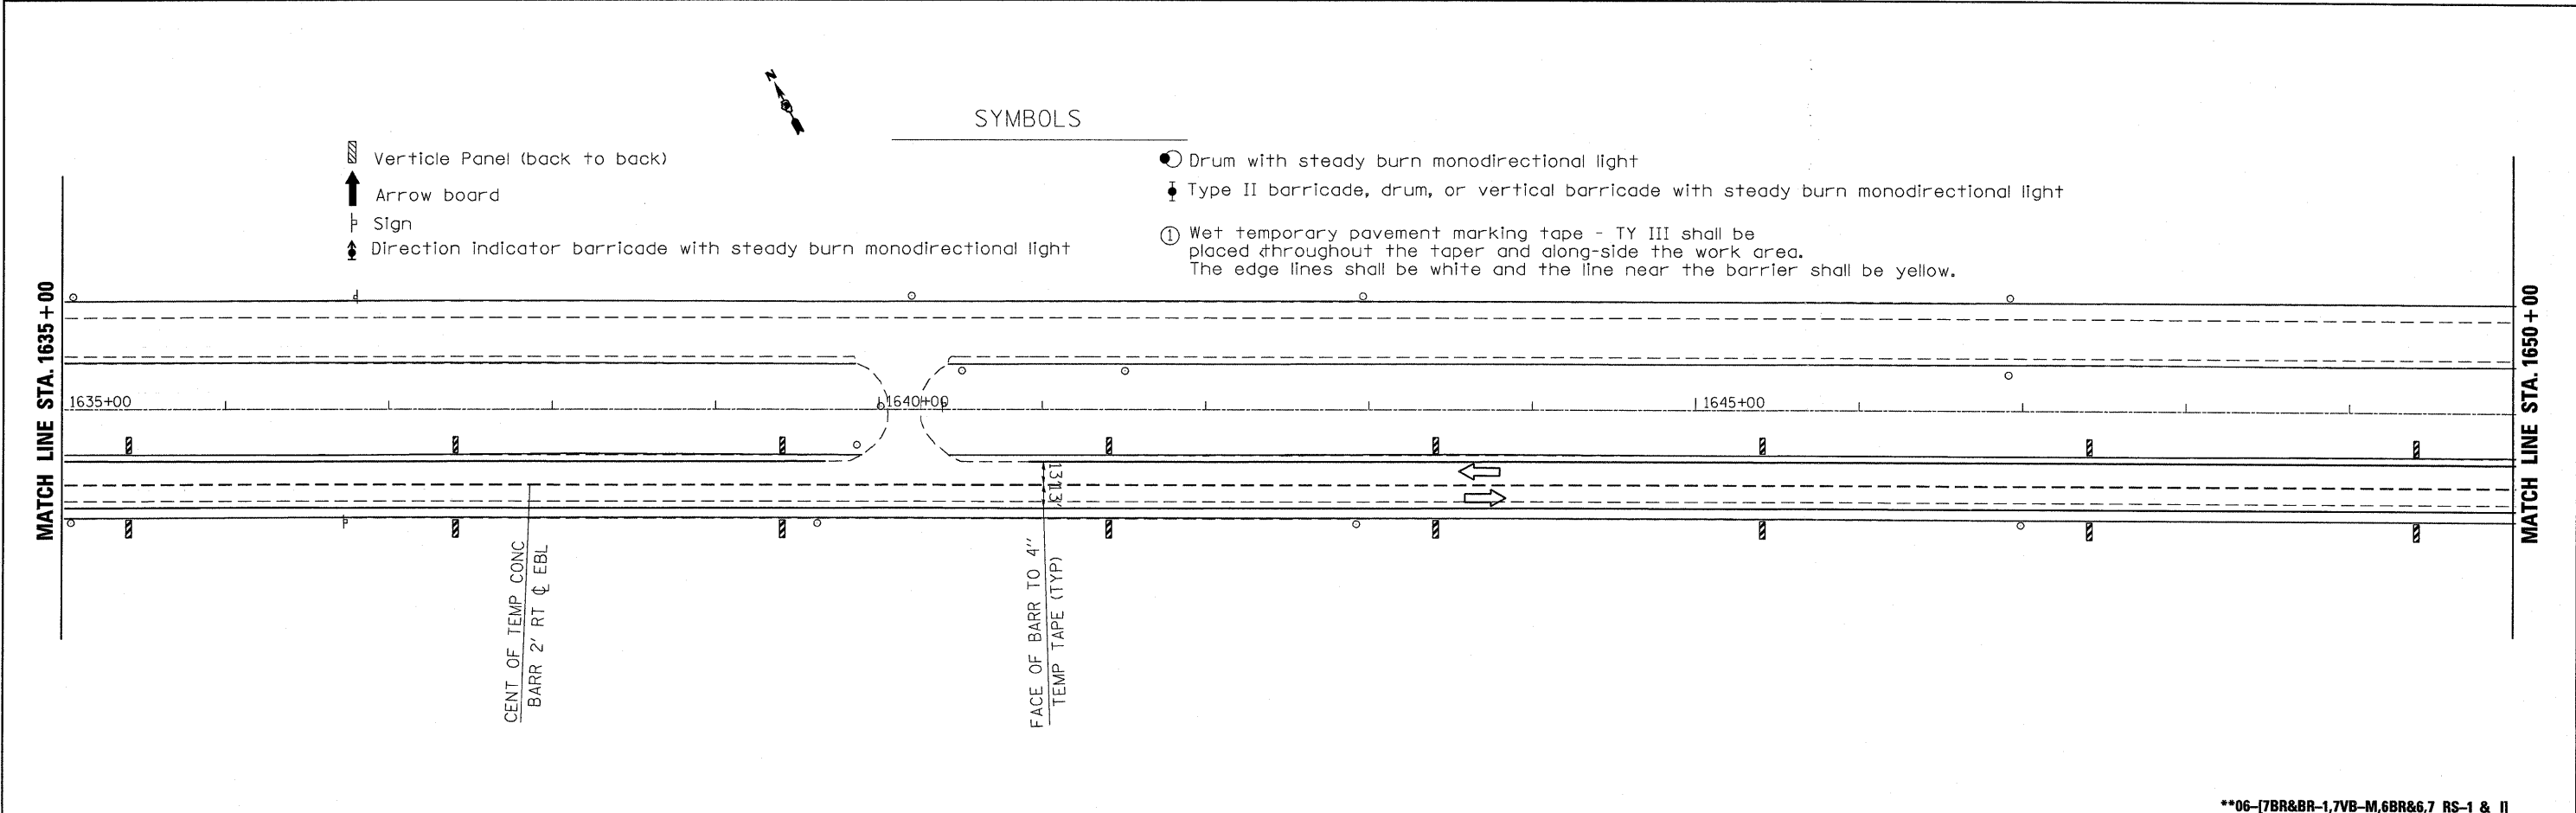 N
SYMBOLS
Verticle Panel (back to back)
Arrow board
Sign
Direction indicator barricade with steady burn monodirectional light
Drum with steady burn monodirectional light
Type II barricade, drum, or vertical barricade with steady burn monodirectional light
1 Wet temporary pavement marking tape - TY III shall be
placed throughout the taper and along-side the work area.
The edge lines shall be white and the line near the barrier shall be yellow.
MATCH LINE STA. 1635+00
MATCH LINE STA. 1650+00
1635+00
1640+00
1645+00
13'
13'
CENT OF TEMP CONC
BARR 2' RT ℄ EBL
FACE OF BARR TO 4''
TEMP TAPE (TYP)
**06-[7BR&BR-1,7VB-M,6BR&6,7 RS-1 & I]